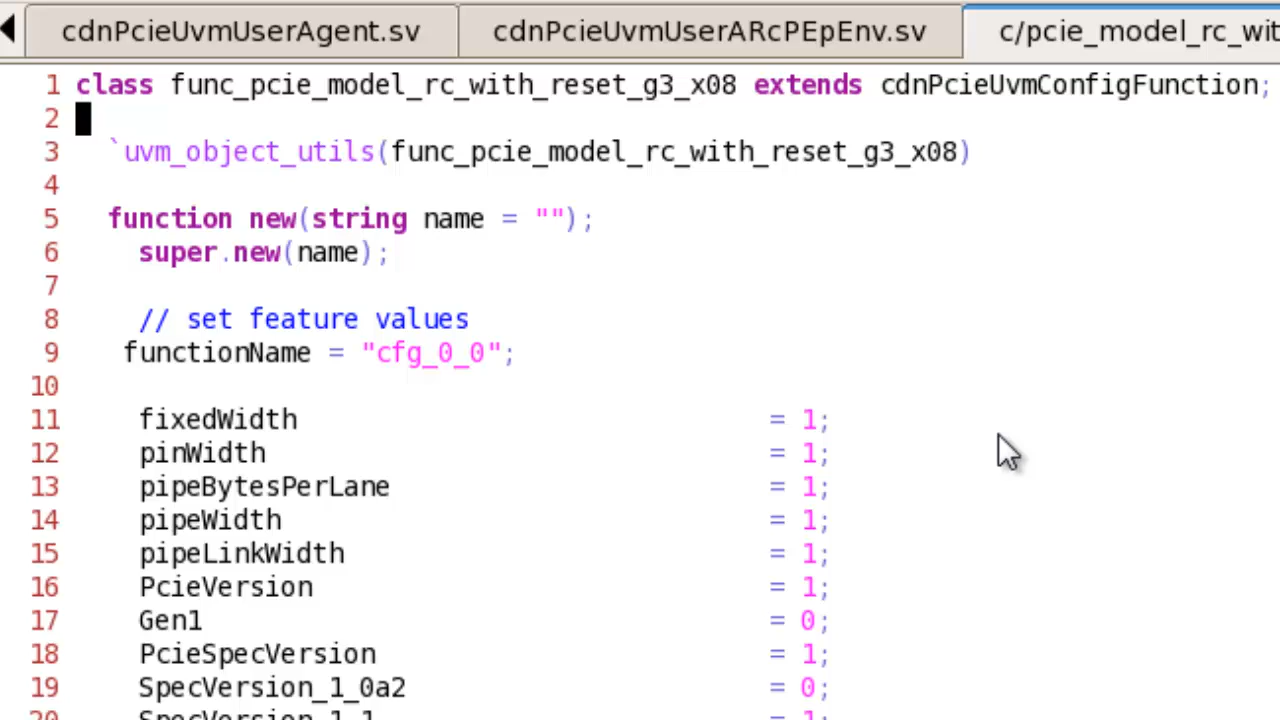 cdnPcieUvmUserAgent.sv cdnPcieUvmUserARcPEpEnv.sv c/pcie_model_rc_wit
1 class func_pcie_model_rc_with_reset_g3_x08 extends cdnPcieUvmConfigFunction;
2
3 `uvm_object_utils(func_pcie_model_rc_with_reset_g3_x08)
4
5 function new(string name = "");
6 super.new(name);
7
8 // set feature values
9 functionName = "cfg_0_0";
10
11 fixedWidth = 1;
12 pinWidth = 1;
13 pipeBytesPerLane = 1;
14 pipeWidth = 1;
15 pipeLinkWidth = 1;
16 PcieVersion = 1;
17 Gen1 = 0;
18 PcieSpecVersion = 1;
19 SpecVersion_1_0a2 = 0;
20 SpecVersion_1_1 = 1;